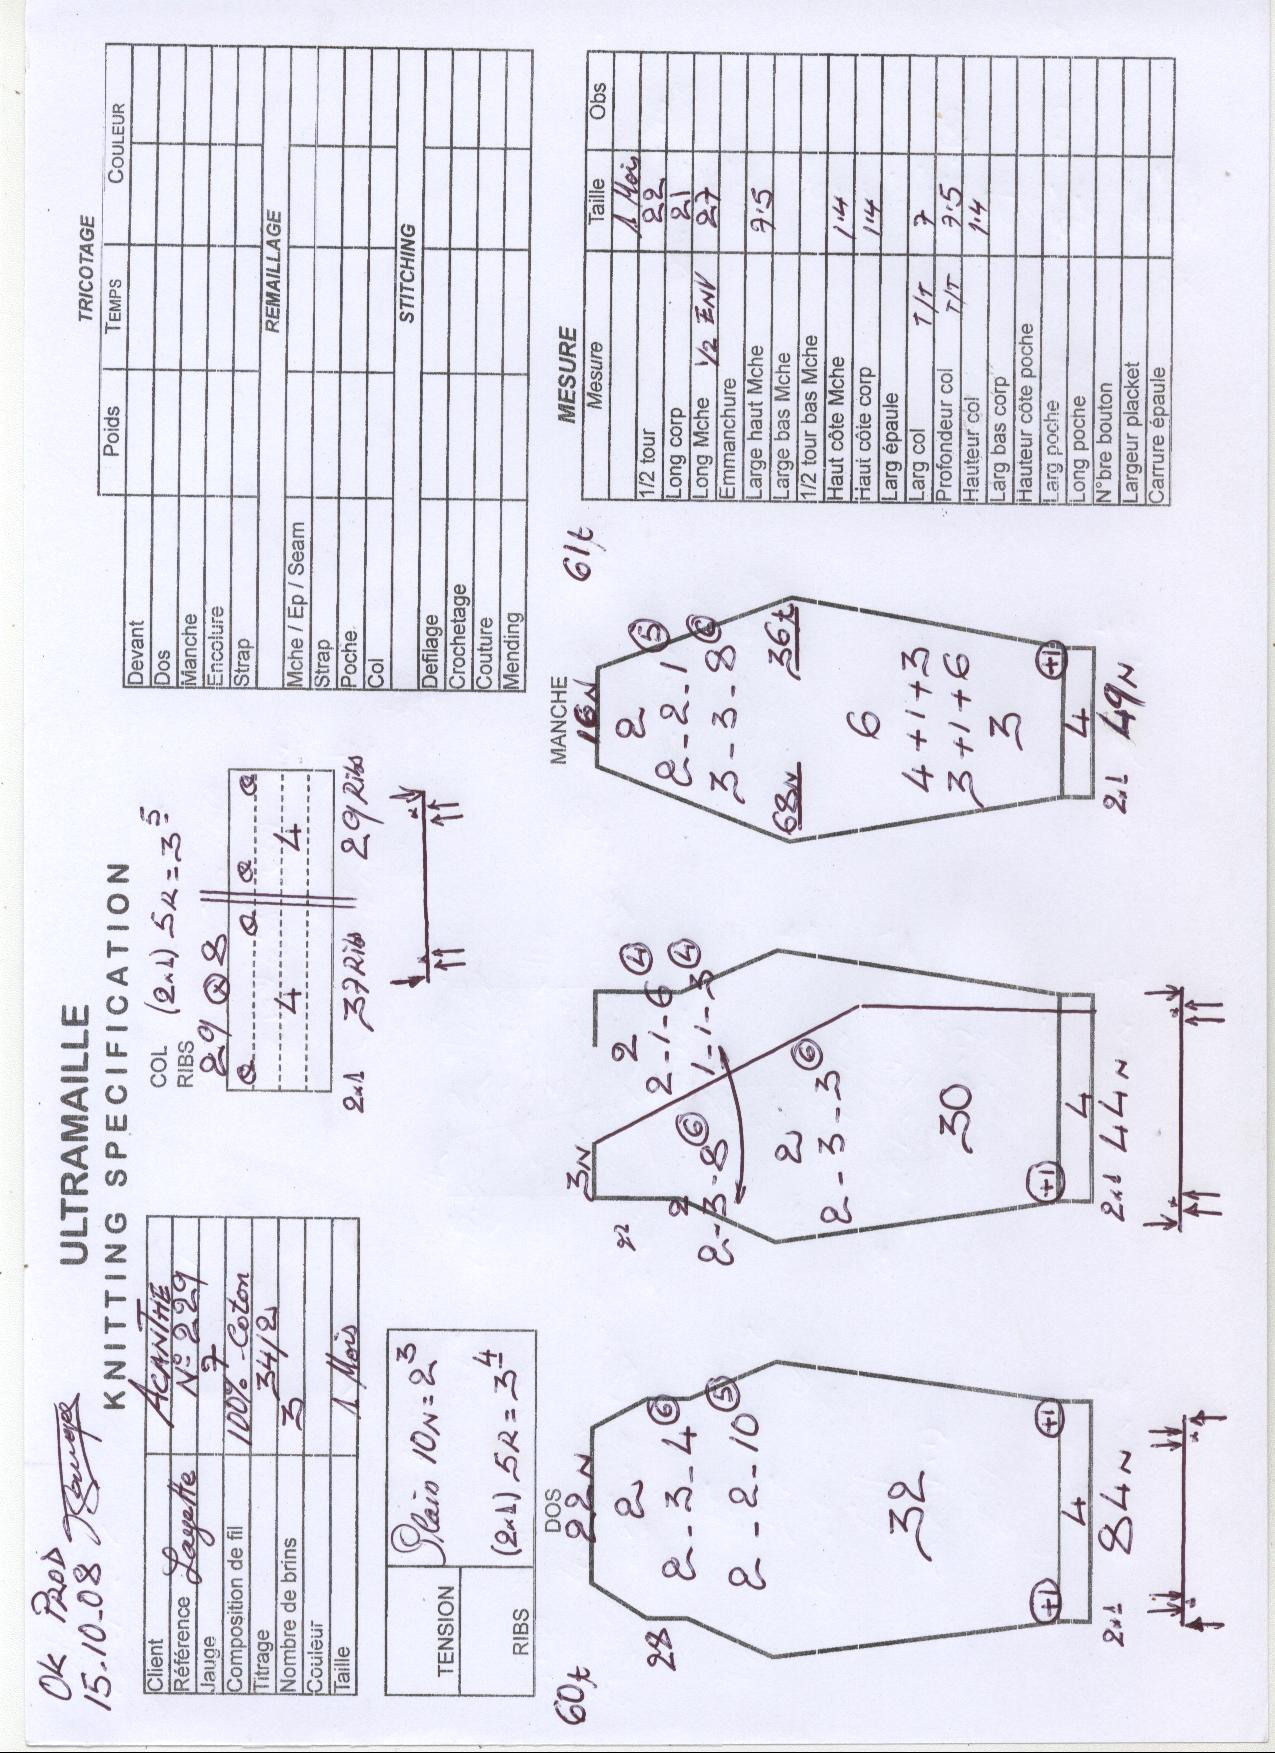 OK PROD
15-10-08
ULTRAMAILLE
KNITTING SPECIFICATION
Client ACANTHE
Référence Layette N° 229
Jauge 7
Composition de fil 100% Coton
Titrage 34/2
Nombre de brins 3
Couleur
Taille 1 Mois
TENSION Plain 10N = 2 3
RIBS (2x1) 5R = 3 4
COL (2x1) 5R = 3 5
RIBS
29 8
4 4
2x1 37 Ribs 29 Ribs
TRICOTAGE
Poids TEMPS COULEUR
Devant
Dos
Manche
Encolure
Strap
REMAILLAGE
Mche / Ep / Seam
Strap
Poche
Col
STITCHING
Defilage
Crochetage
Couture
Mending
DOS
60t 22N
28
2
2-3-4 6
2-2-10 5
32
+1 +1
4
2x1 84N
3N
22
2
2-3-8 6
2
2-1-6 4
1-1-3 4
2
2-3-3 6
30
+1
4
2x1 44N
MANCHE
16N 61t
2
2-2-1 5
3-3-8 6
68N 36t
6
4+1+3
3+1+6
3
+1
4
2x1 49N
MESURE
Mesure Taille Obs
1 Mois
1/2 tour 22
Long corp 21
Long Mche 1/2 ENV 27
Emmanchure
Large haut Mche 7.5
Large bas Mche
1/2 tour bas Mche
Haut côte Mche 1.4
Haut côte corp 1.4
Larg épaule
Larg col T/T 7
Profondeur col T/T 7.5
Hauteur col 1.4
Larg bas corp
Hauteur côte poche
Larg poche
Long poche
N°bre bouton
Largeur placket
Carrure épaule